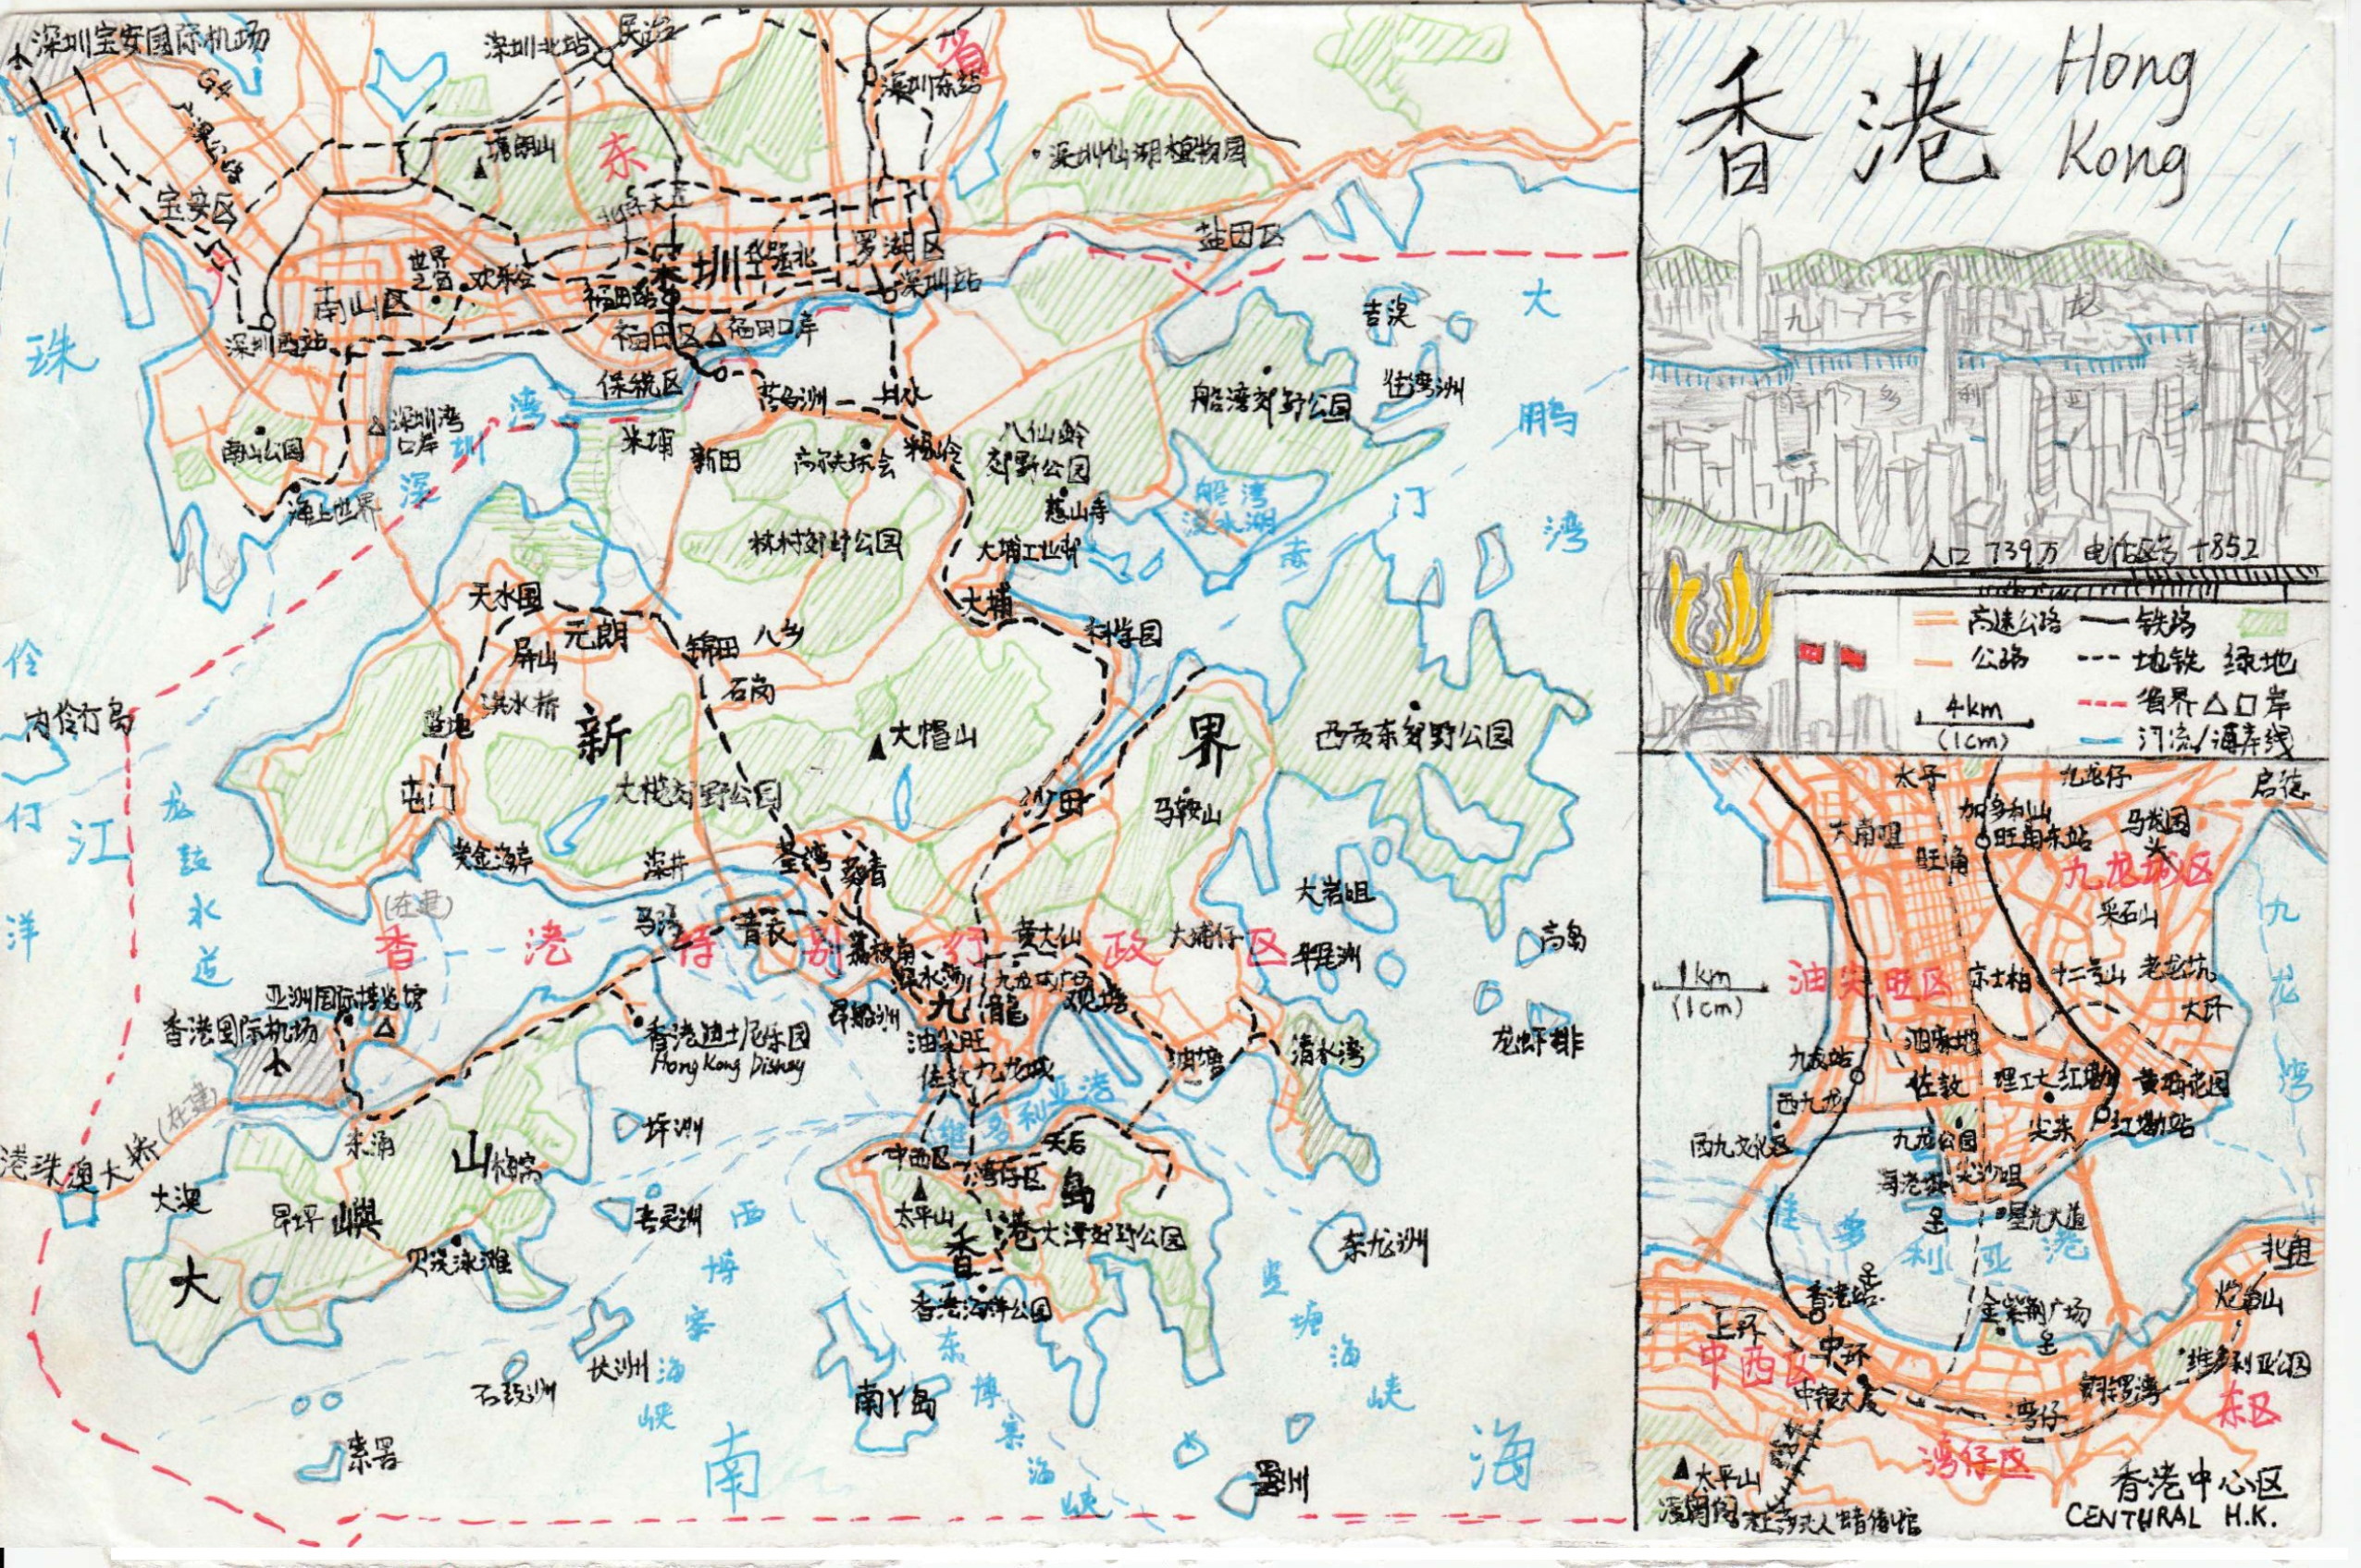 深圳宝安国际机场
深圳北站
民治
省
深圳东站
G4
广深公路
塘朗山
东
深圳仙湖植物园
宝安区
广
世界之窗
欢乐谷
深圳
华强北
罗湖区
盐田区
南山区
福田站
深圳站
深圳西站
福田区
福田口岸
保税区
落马洲
上水
吉澳
往湾洲
船湾郊野公园
大鹏湾
珠江
南山公园
深圳湾口岸
深圳湾
海上世界
米埔
新田
高尔夫球会
粉岭
八仙岭郊野公园
慈山寺
船湾淡水湖
赤门
林村郊野公园
大埔工业邨
大埔
科学园
天水围
元朗
屏山
锦田
八乡
石岗
洪水桥
蓝地
新界
大帽山
西贡东郊野公园
伶仃洋
内伶仃岛
屯门
大榄郊野公园
沙田
马鞍山
龙鼓水道
黄金海岸
深井
荃湾
葵青
(在建)
马湾
青衣
香港特别行政区
荔枝角
黄大仙
大埔仔
大岩咀
平尾洲
高岛
龙虾排
亚洲国际博览馆
香港国际机场
深水埗
九龍
观塘
昂船洲
香港迪士尼乐园
Hong Kong Disney
油尖旺
九龙城
佐敦
油塘
清水湾
维多利亚港
港珠澳大桥(在建)
东涌
坪洲
大澳
昂坪
梅窝
大嶼山
贝澳泳滩
喜灵洲
中西区
湾仔区
天后
太平山
香港岛
大潭郊野公园
香港海洋公园
东龙洲
西博寮海峡
东博寮海峡
蓝塘海峡
长洲
石鼓洲
索罟
南丫岛
南海
香港
Hong
Kong
九龙
维多利亚港
人口 739万 电话区号 +852
高速公路
铁路
公路
地铁
绿地
4km
(1cm)
省界
口岸
河流/海岸线
太子
九龙仔
启德
加多利山
大角咀
旺角东站
旺角
马头围
九龙城区
采石山
1km
(1cm)
油尖旺区
京士柏
十二号山
老龙坑
大环
九龙湾
油麻地
九龙站
佐敦
理工大
红磡
黄埔花园
西九龙
红磡站
西九文化区
九龙公园
尖东
海港城
尖沙咀
星光大道
维多利亚港
北角
香港站
金紫荆广场
炮台山
上环
中西区
中环
中银大厦
铜锣湾
维多利亚公园
湾仔
东区
湾仔区
太平山
凌霄阁
杜莎夫人蜡像馆
香港中心区
CENTHRAL H.K.